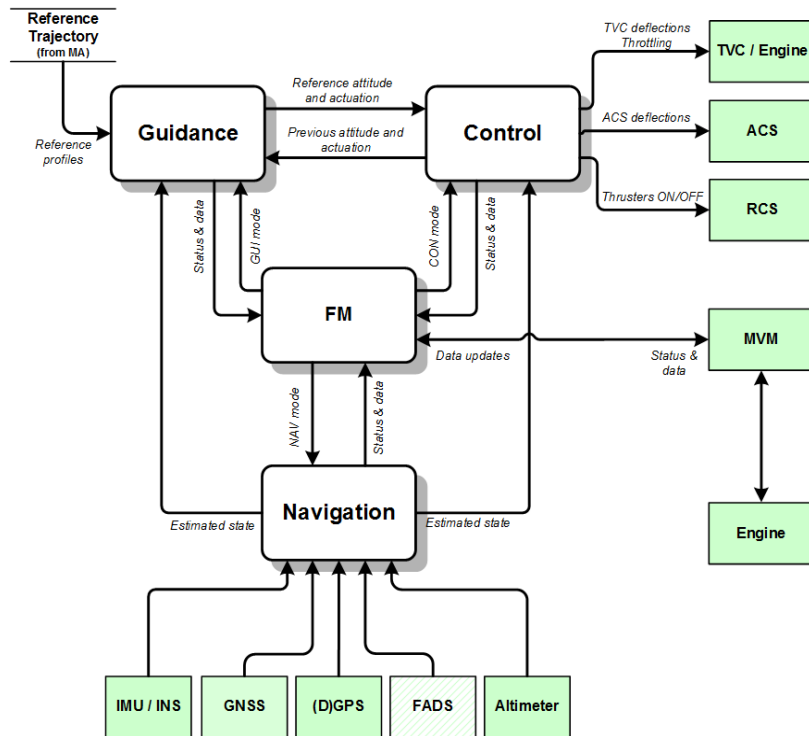 Reference
Trajectory
(from MA)
TVC deflections
Throttling
TVC / Engine
Reference attitude
and actuation
Guidance
Control
ACS deflections
ACS
Previous attitude and
actuation
Reference
profiles
Thrusters ON/OFF
RCS
Status & data
GUI mode
CON mode
Status & data
FM
MVM
Data updates
Status &
data
NAV mode
Status & data
Navigation
Estimated state
Estimated state
Engine
IMU / INS
GNSS
(D)GPS
FADS
Altimeter